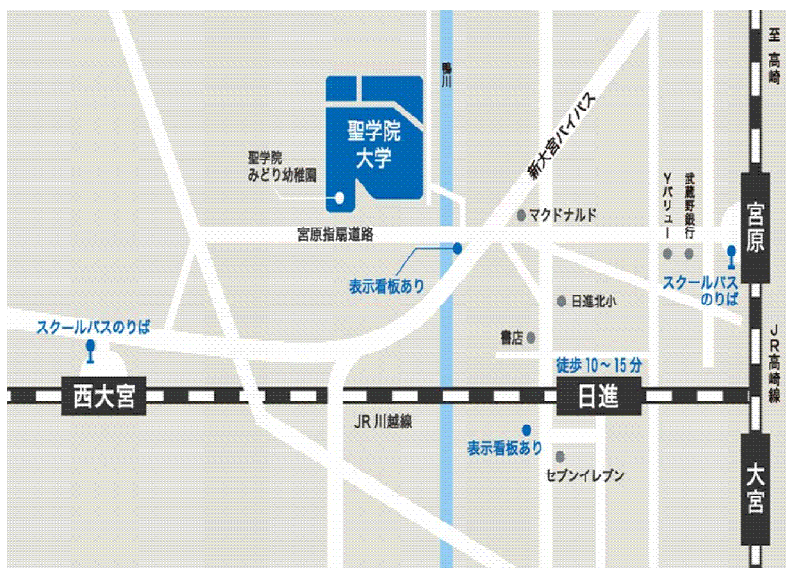 至 高崎
鴨川
聖学院
大学
新大宮バイパス
聖学院
みどり幼稚園
Yバリュー
武蔵野銀行
マクドナルド
宮原
宮原指扇道路
表示看板あり
スクールバス
のりば
日進北小
スクールバスのりば
書店
JR高崎線
徒歩10〜15分
西大宮
日進
JR川越線
表示看板あり
セブンイレブン
大宮